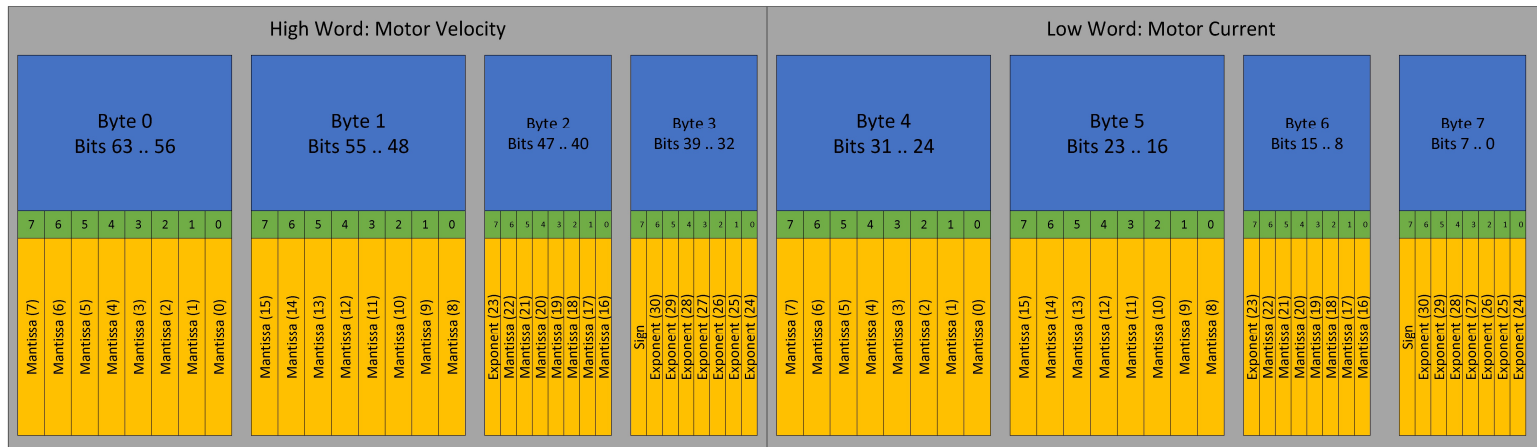 High Word: Motor Velocity
Low Word: Motor Current
Byte 0
Bits 63 .. 56
Byte 1
Bits 55 .. 48
Byte 2
Bits 47 .. 40
Byte 3
Bits 39 .. 32
Byte 4
Bits 31 .. 24
Byte 5
Bits 23 .. 16
Byte 6
Bits 15 .. 8
Byte 7
Bits 7 .. 0
7 6 5 4 3 2 1 0
7 6 5 4 3 2 1 0
7 6 5 4 3 2 1 0
7 6 5 4 3 2 1 0
7 6 5 4 3 2 1 0
7 6 5 4 3 2 1 0
7 6 5 4 3 2 1 0
7 6 5 4 3 2 1 0
Mantissa (7)
Mantissa (6)
Mantissa (5)
Mantissa (4)
Mantissa (3)
Mantissa (2)
Mantissa (1)
Mantissa (0)
Mantissa (15)
Mantissa (14)
Mantissa (13)
Mantissa (12)
Mantissa (11)
Mantissa (10)
Mantissa (9)
Mantissa (8)
Exponent (23)
Mantissa (22)
Mantissa (21)
Mantissa (20)
Mantissa (19)
Mantissa (18)
Mantissa (17)
Mantissa (16)
Sign
Exponent (30)
Exponent (29)
Exponent (28)
Exponent (27)
Exponent (26)
Exponent (25)
Exponent (24)
Mantissa (7)
Mantissa (6)
Mantissa (5)
Mantissa (4)
Mantissa (3)
Mantissa (2)
Mantissa (1)
Mantissa (0)
Mantissa (15)
Mantissa (14)
Mantissa (13)
Mantissa (12)
Mantissa (11)
Mantissa (10)
Mantissa (9)
Mantissa (8)
Exponent (23)
Mantissa (22)
Mantissa (21)
Mantissa (20)
Mantissa (19)
Mantissa (18)
Mantissa (17)
Mantissa (16)
Sign
Exponent (30)
Exponent (29)
Exponent (28)
Exponent (27)
Exponent (26)
Exponent (25)
Exponent (24)